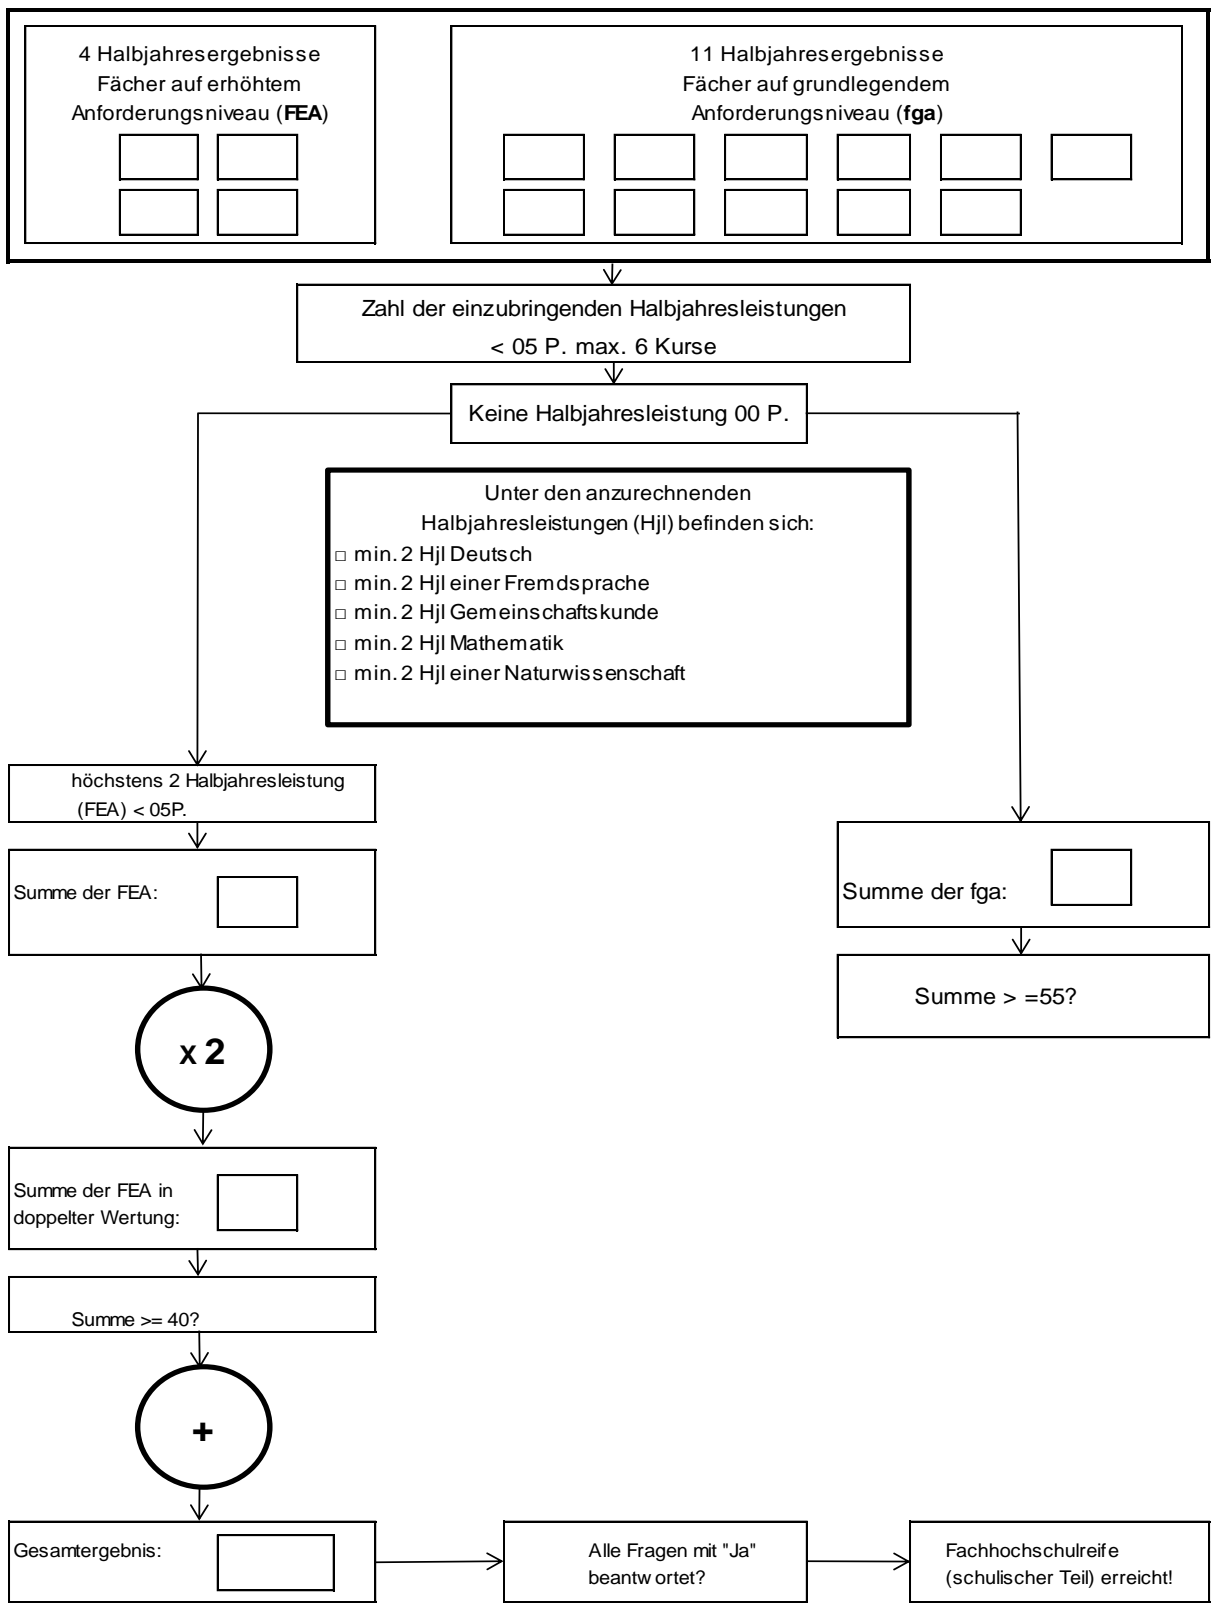 4 Halbjahresergebnisse
Fächer auf erhöhtem
Anforderungsniveau (FEA)
11 Halbjahresergebnisse
Fächer auf grundlegendem
Anforderungsniveau (fga)
Zahl der einzubringenden Halbjahresleistungen
< 05 P. max. 6 Kurse
Keine Halbjahresleistung 00 P.
Unter den anzurechnenden
Halbjahresleistungen (Hjl) befinden sich:
□ min. 2 Hjl Deutsch
□ min. 2 Hjl einer Fremdsprache
□ min. 2 Hjl Gemeinschaftskunde
□ min. 2 Hjl Mathematik
□ min. 2 Hjl einer Naturwissenschaft
höchstens 2 Halbjahresleistung
(FEA) < 05P.
Summe der FEA:
Summe der fga:
Summe > =55?
x 2
Summe der FEA in
doppelter Wertung:
Summe >= 40?
+
Gesamtergebnis:
Alle Fragen mit "Ja"
beantwortet?
Fachhochschulreife
(schulischer Teil) erreicht!